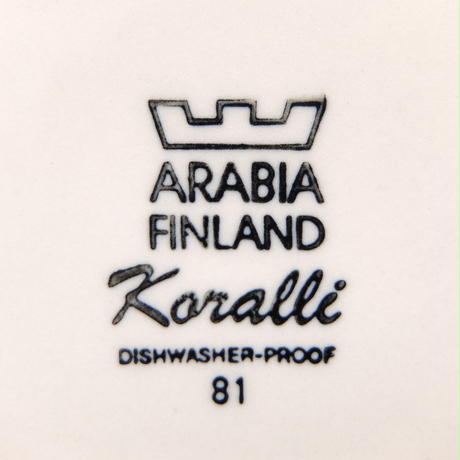 ARABIA
FINLAND
Koralli
DISHWASHER-PROOF
81